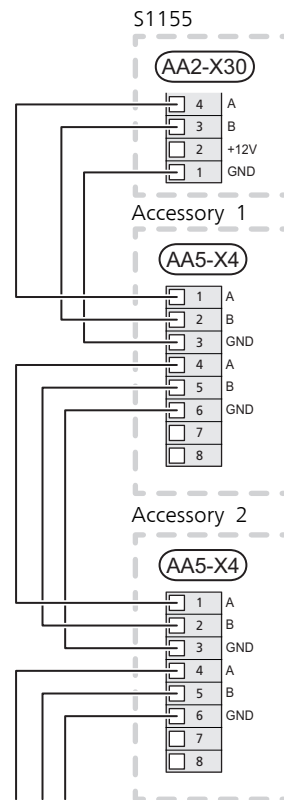 S1155
AA2-X30
4 A
3 B
2 +12V
1 GND
Accessory 1
AA5-X4
1 A
2 B
3 GND
4 A
5 B
6 GND
7
8
Accessory 2
AA5-X4
1 A
2 B
3 GND
4 A
5 B
6 GND
7
8